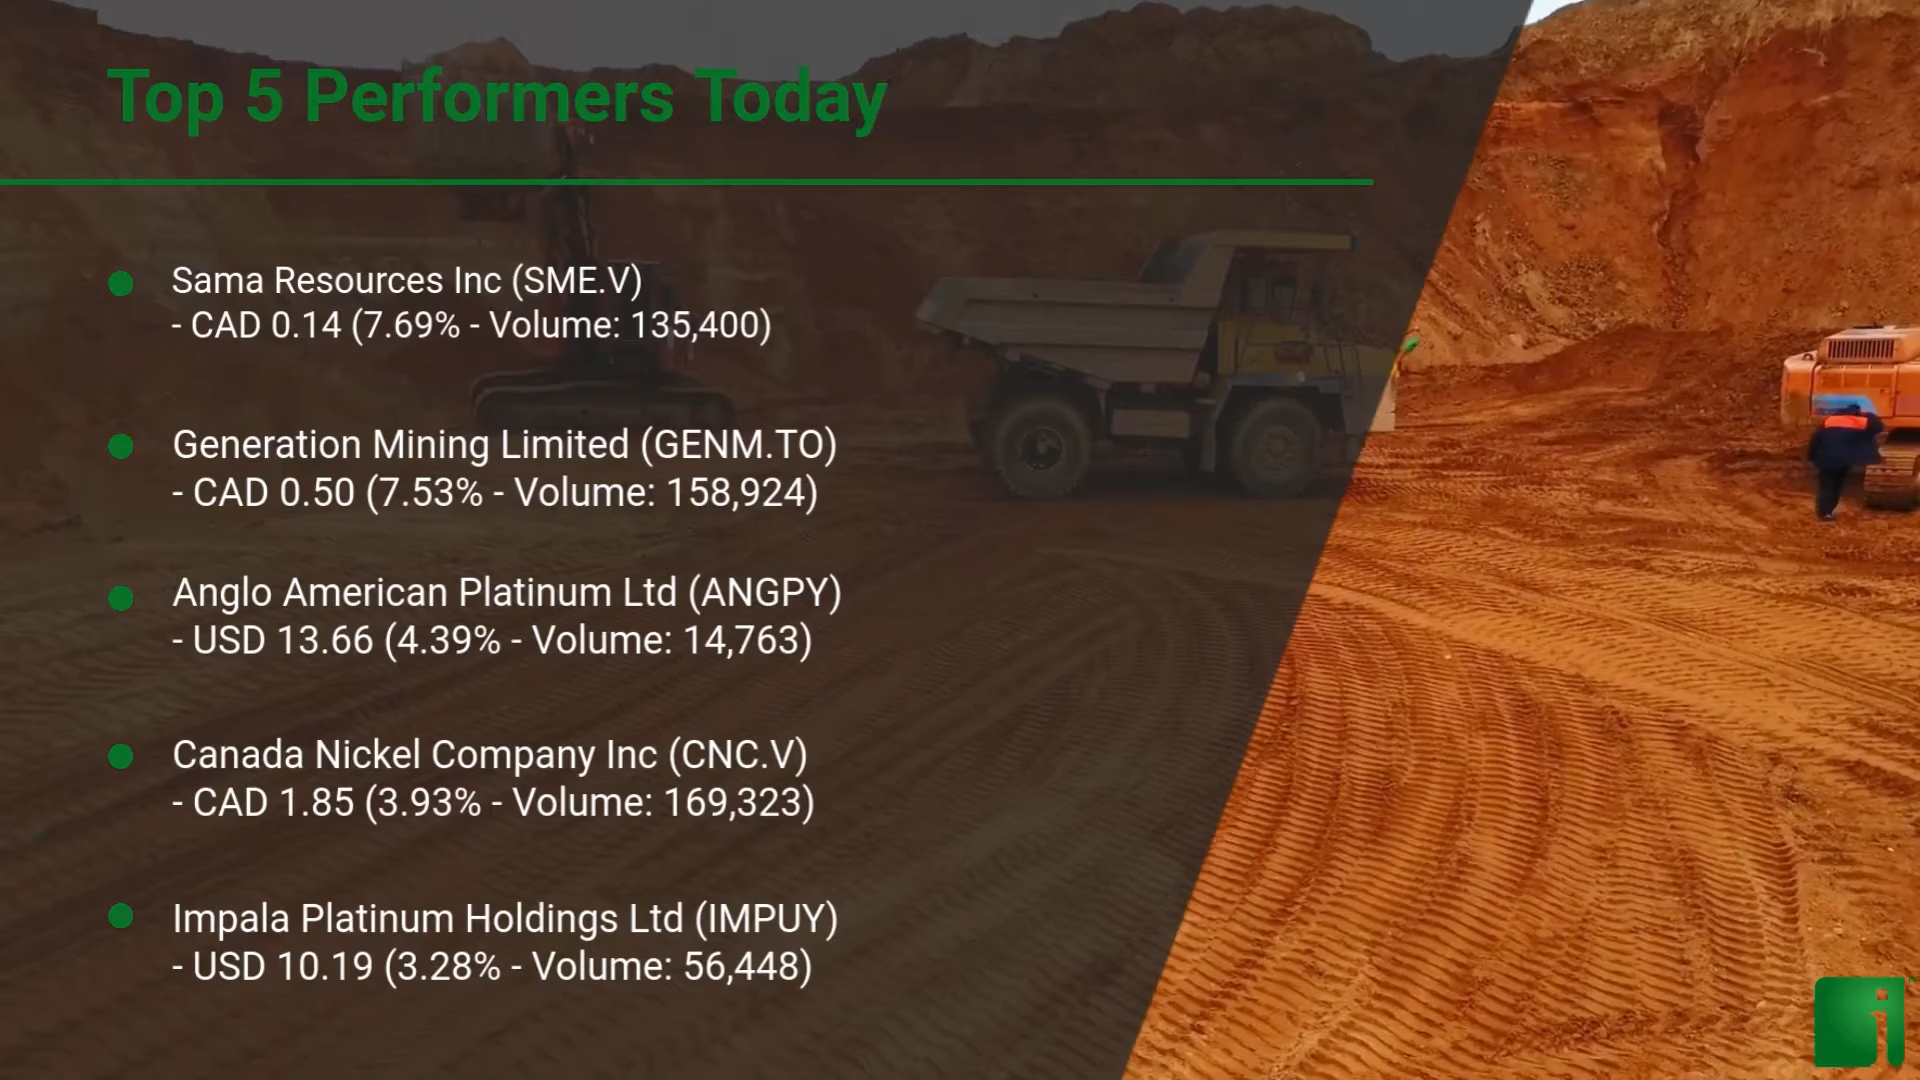 Top 5 Performers Today
Sama Resources Inc (SME.V)
- CAD 0.14 (7.69% - Volume: 135,400)
Generation Mining Limited (GENM.TO)
- CAD 0.50 (7.53% - Volume: 158,924)
Anglo American Platinum Ltd (ANGPY)
- USD 13.66 (4.39% - Volume: 14,763)
Canada Nickel Company Inc (CNC.V)
- CAD 1.85 (3.93% - Volume: 169,323)
Impala Platinum Holdings Ltd (IMPUY)
- USD 10.19 (3.28% - Volume: 56,448)
i